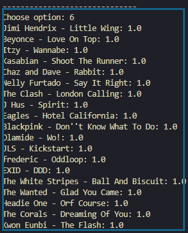 --------------------------------
Choose option: 6
Jimi Hendrix - Little Wing: 1.0
Beyonce - Love On Top: 1.0
Itzy - Wannabe: 1.0
Kasabian - Shoot The Runner: 1.0
Chaz and Dave - Rabbit: 1.0
Nelly Furtado - Say It Right: 1.0
The Clash - London Calling: 1.0
J Hus - Spirit: 1.0
Eagles - Hotel California: 1.0
Blackpink - Don''t Know What To Do: 1.0
Olamide - Wo!: 1.0
JLS - Kickstart: 1.0
Frederic - Oddloop: 1.0
EXID - DDD: 1.0
The White Stripes - Ball And Biscuit: 1.0
The Wanted - Glad You Came: 1.0
Headie One - Orf Course: 1.0
The Corals - Dreaming Of You: 1.0
Kwon Eunbi - The Flash: 1.0